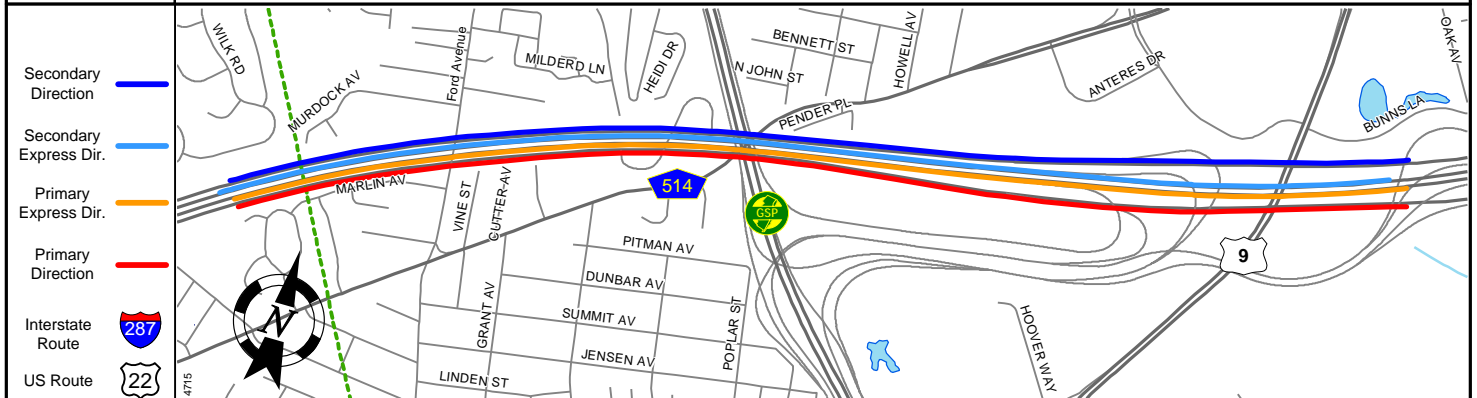 Secondary
Direction
Secondary
Express Dir.
Primary
Express Dir.
Primary
Direction
Interstate
Route
287
US Route
22
4715
WILK RD
MURDOCK AV
Ford Avenue
MILDERD LN
HEIDI DR
BENNETT ST
N JOHN ST
HOWELL AV
PENDER PL
ANTERES DR
OAK AV
BUNNS LA
MARLIN AV
VINE ST
CUTTER AV
514
GSP
9
N
PITMAN AV
DUNBAR AV
SUMMIT AV
JENSEN AV
LINDEN ST
GRANT AV
POPLAR ST
HOOVER WAY